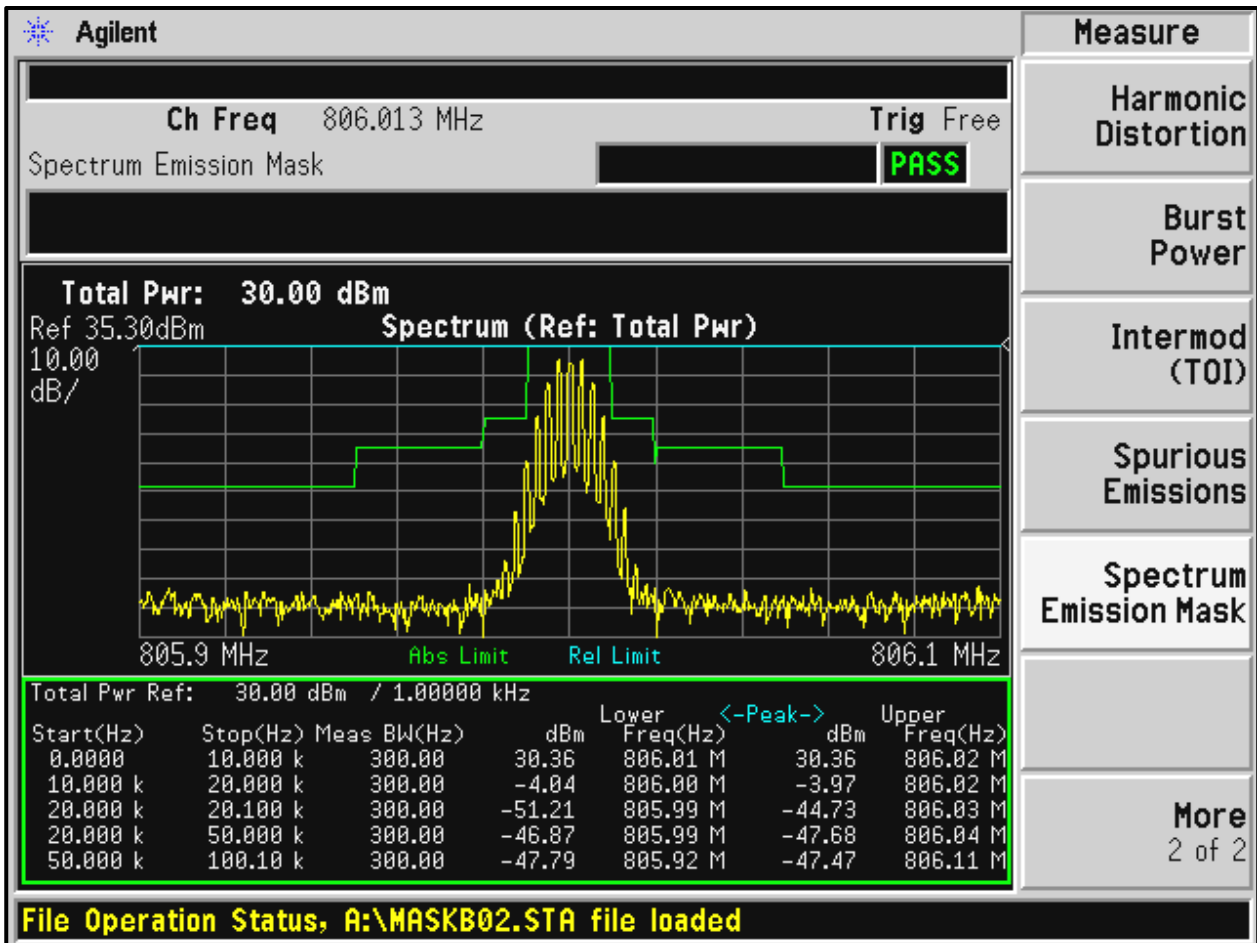 Agilent
Measure
Ch Freq 806.013 MHz
Trig Free
Spectrum Emission Mask
PASS
Total Pwr: 30.00 dBm
Ref 35.30dBm
Spectrum (Ref: Total Pwr)
10.00
dB/
805.9 MHz
Abs Limit
Rel Limit
806.1 MHz
Total Pwr Ref: 30.00 dBm / 1.00000 kHz
Lower <-Peak-> Upper
Start(Hz) Stop(Hz) Meas BW(Hz) dBm Freq(Hz) dBm Freq(Hz)
0.0000 10.000 k 300.00 30.36 806.01 M 30.36 806.02 M
10.000 k 20.000 k 300.00 -4.04 806.00 M -3.97 806.02 M
20.000 k 20.100 k 300.00 -51.21 805.99 M -44.73 806.03 M
20.000 k 50.000 k 300.00 -46.87 805.99 M -47.68 806.04 M
50.000 k 100.10 k 300.00 -47.79 805.92 M -47.47 806.11 M
Harmonic
Distortion
Burst
Power
Intermod
(TOI)
Spurious
Emissions
Spectrum
Emission Mask
More
2 of 2
File Operation Status, A:\MASKB02.STA file loaded